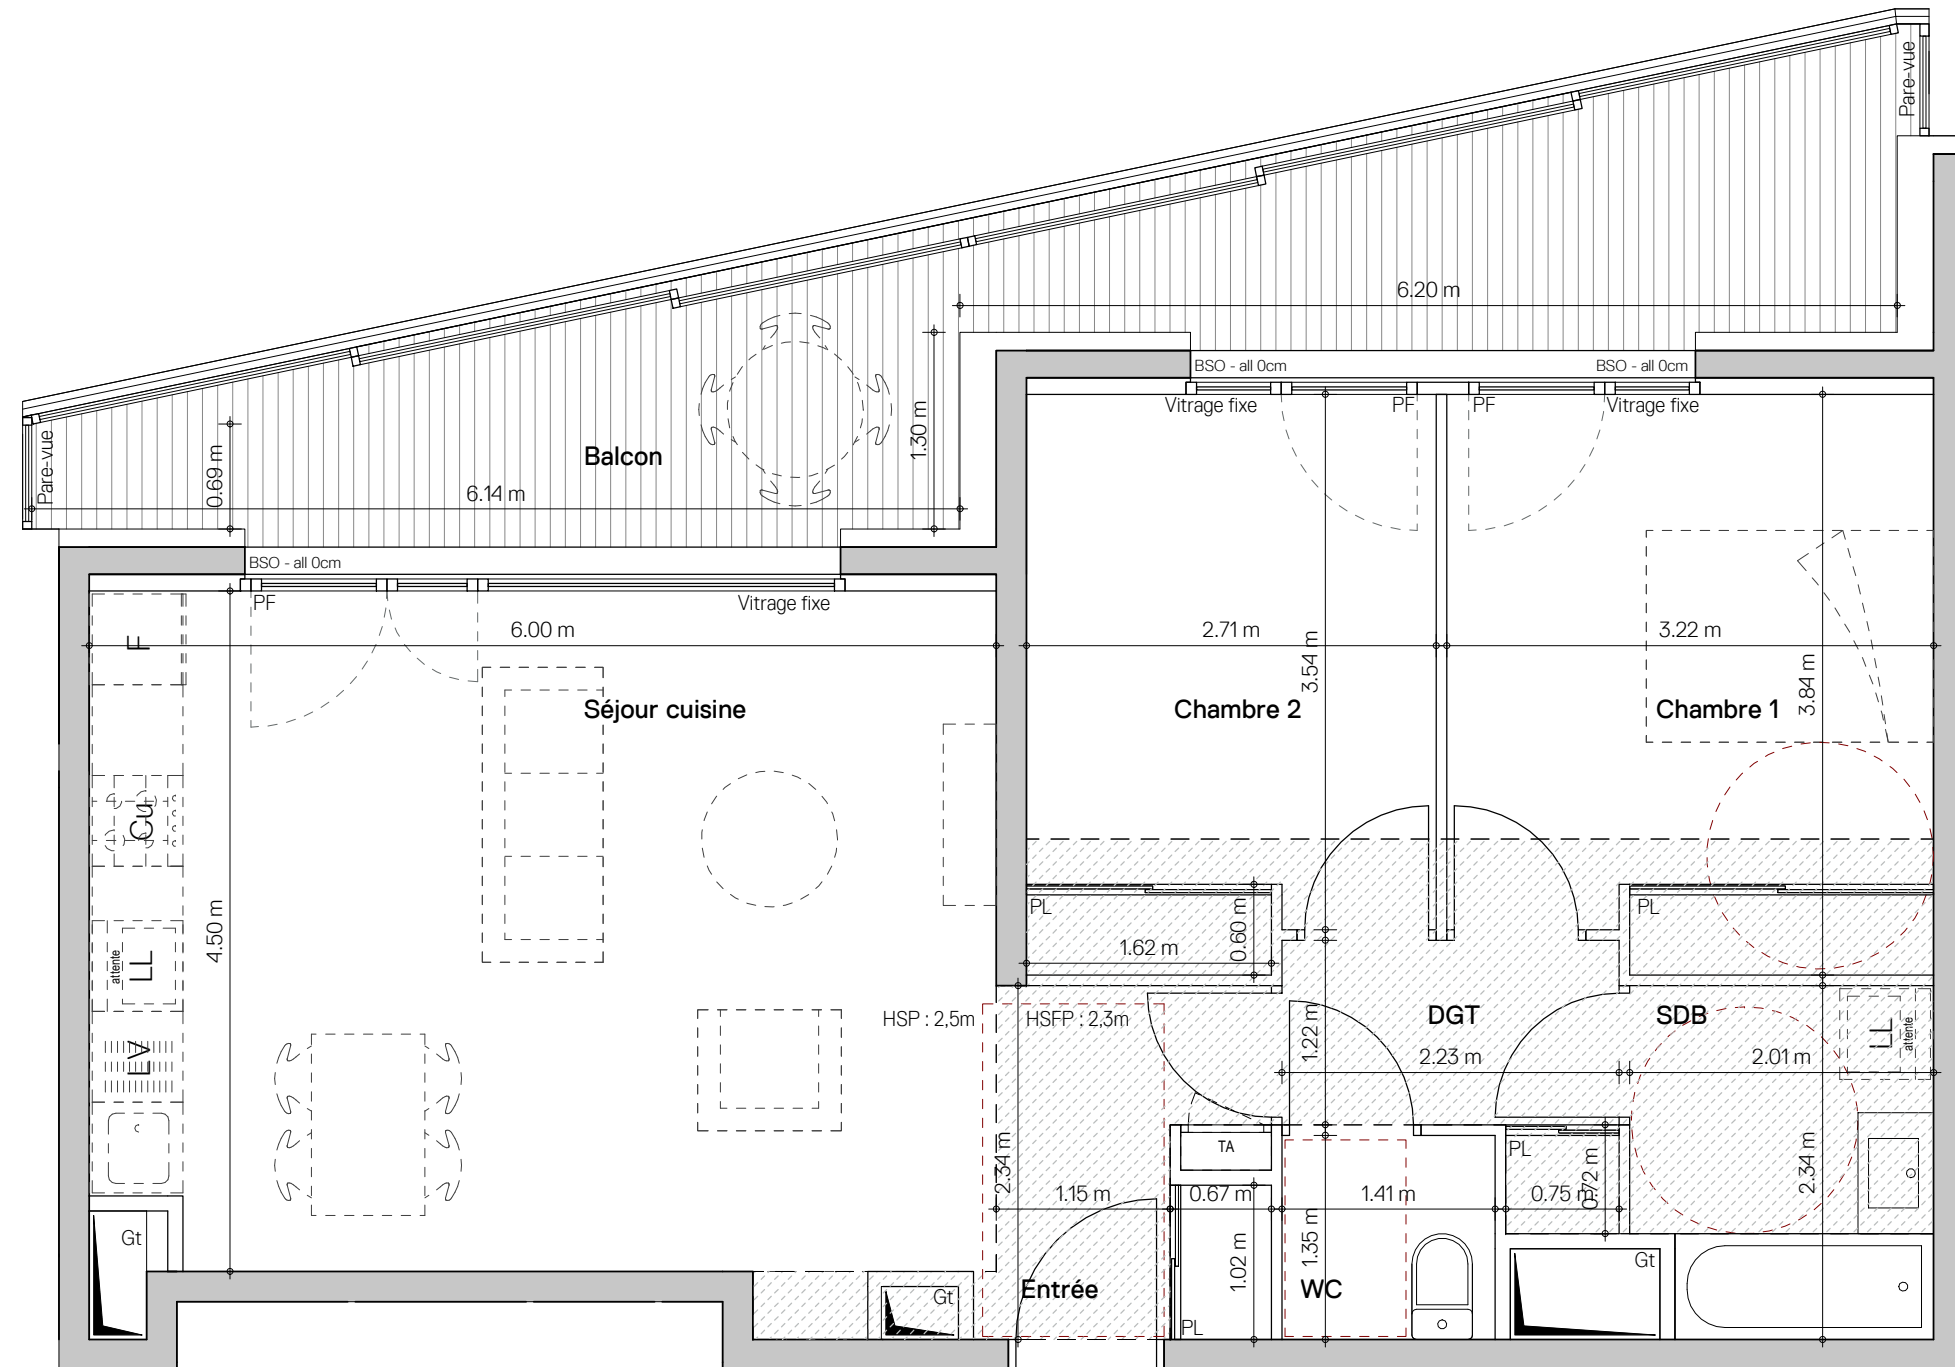 Pare-vue
6.20 m
BSO - all 0cm
BSO - all 0cm
Vitrage fixe
PF
PF
Vitrage fixe
Pare-vue
0.69 m
Balcon
1.30 m
6.14 m
BSO - all 0cm
PF
Vitrage fixe
F
6.00 m
2.71 m
3.54 m
3.22 m
Séjour cuisine
Chambre 2
Chambre 1
3.84 m
Cu
4.50 m
attente
LL
LV
PL
1.62 m
0.60 m
PL
HSP : 2,5m
HSFP : 2,3m
1.22 m
DGT
2.23 m
SDB
2.01 m
LL
attente
2.34 m
TA
PL
0.72 m
2.34 m
1.15 m
0.67 m
1.41 m
0.75 m
Gt
1.02 m
1.35 m
Gt
Entrée
WC
Gt
PL